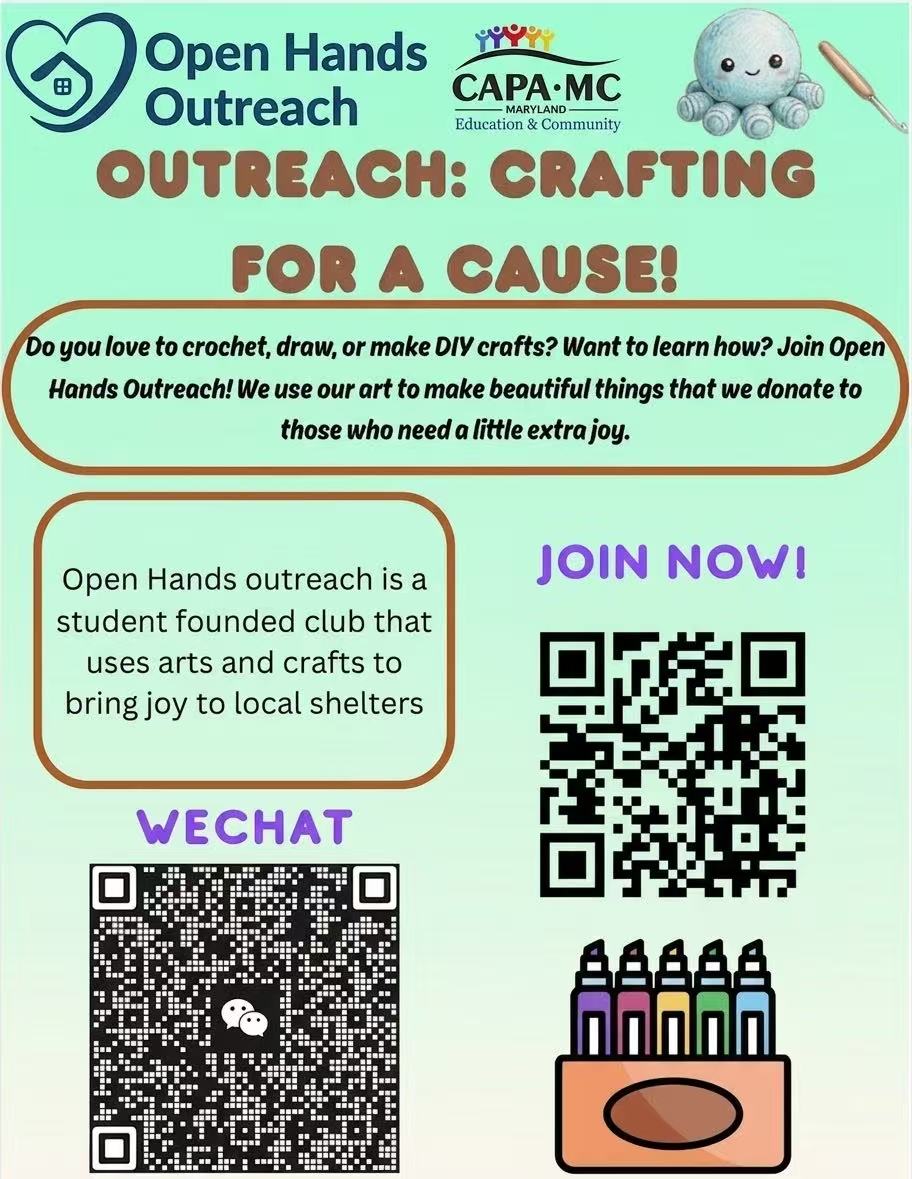 Open Hands
Outreach
CAPA·MC
MARYLAND
Education & Community
OUTREACH: CRAFTING
FOR A CAUSE!
Do you love to crochet, draw, or make DIY crafts? Want to learn how? Join Open
Hands Outreach! We use our art to make beautiful things that we donate to
those who need a little extra joy.
Open Hands outreach is a
student founded club that
uses arts and crafts to
bring joy to local shelters
JOIN NOW!
WECHAT